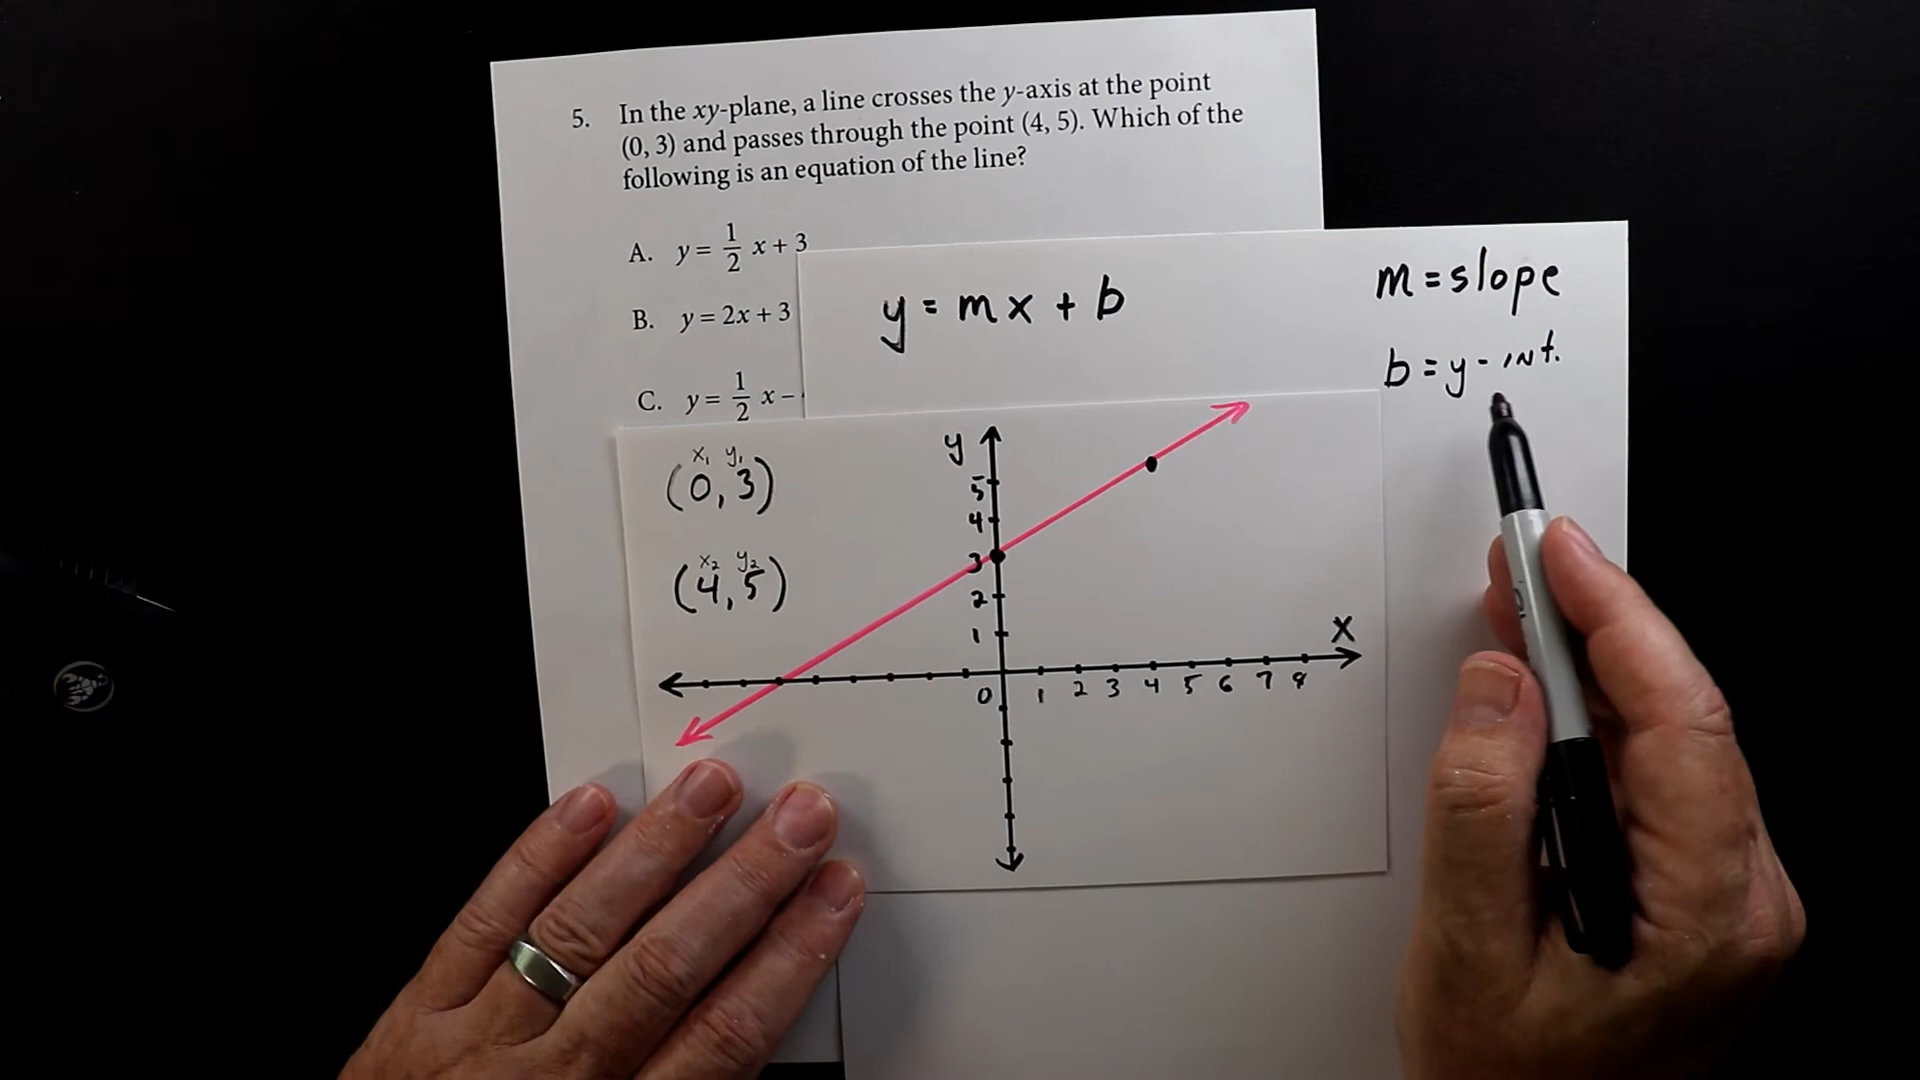 5. In the xy-plane, a line crosses the y-axis at the point
(0, 3) and passes through the point (4, 5). Which of the
following is an equation of the line?
A. y = 1/2 x + 3
B. y = 2x + 3
C. y = 1/2 x −
y = mx + b
m = slope
b = y - int.
x₁ y₁
(0, 3)
x₂ y₂
(4, 5)
y
5
4
3
2
1
x
0 1 2 3 4 5 6 7 8